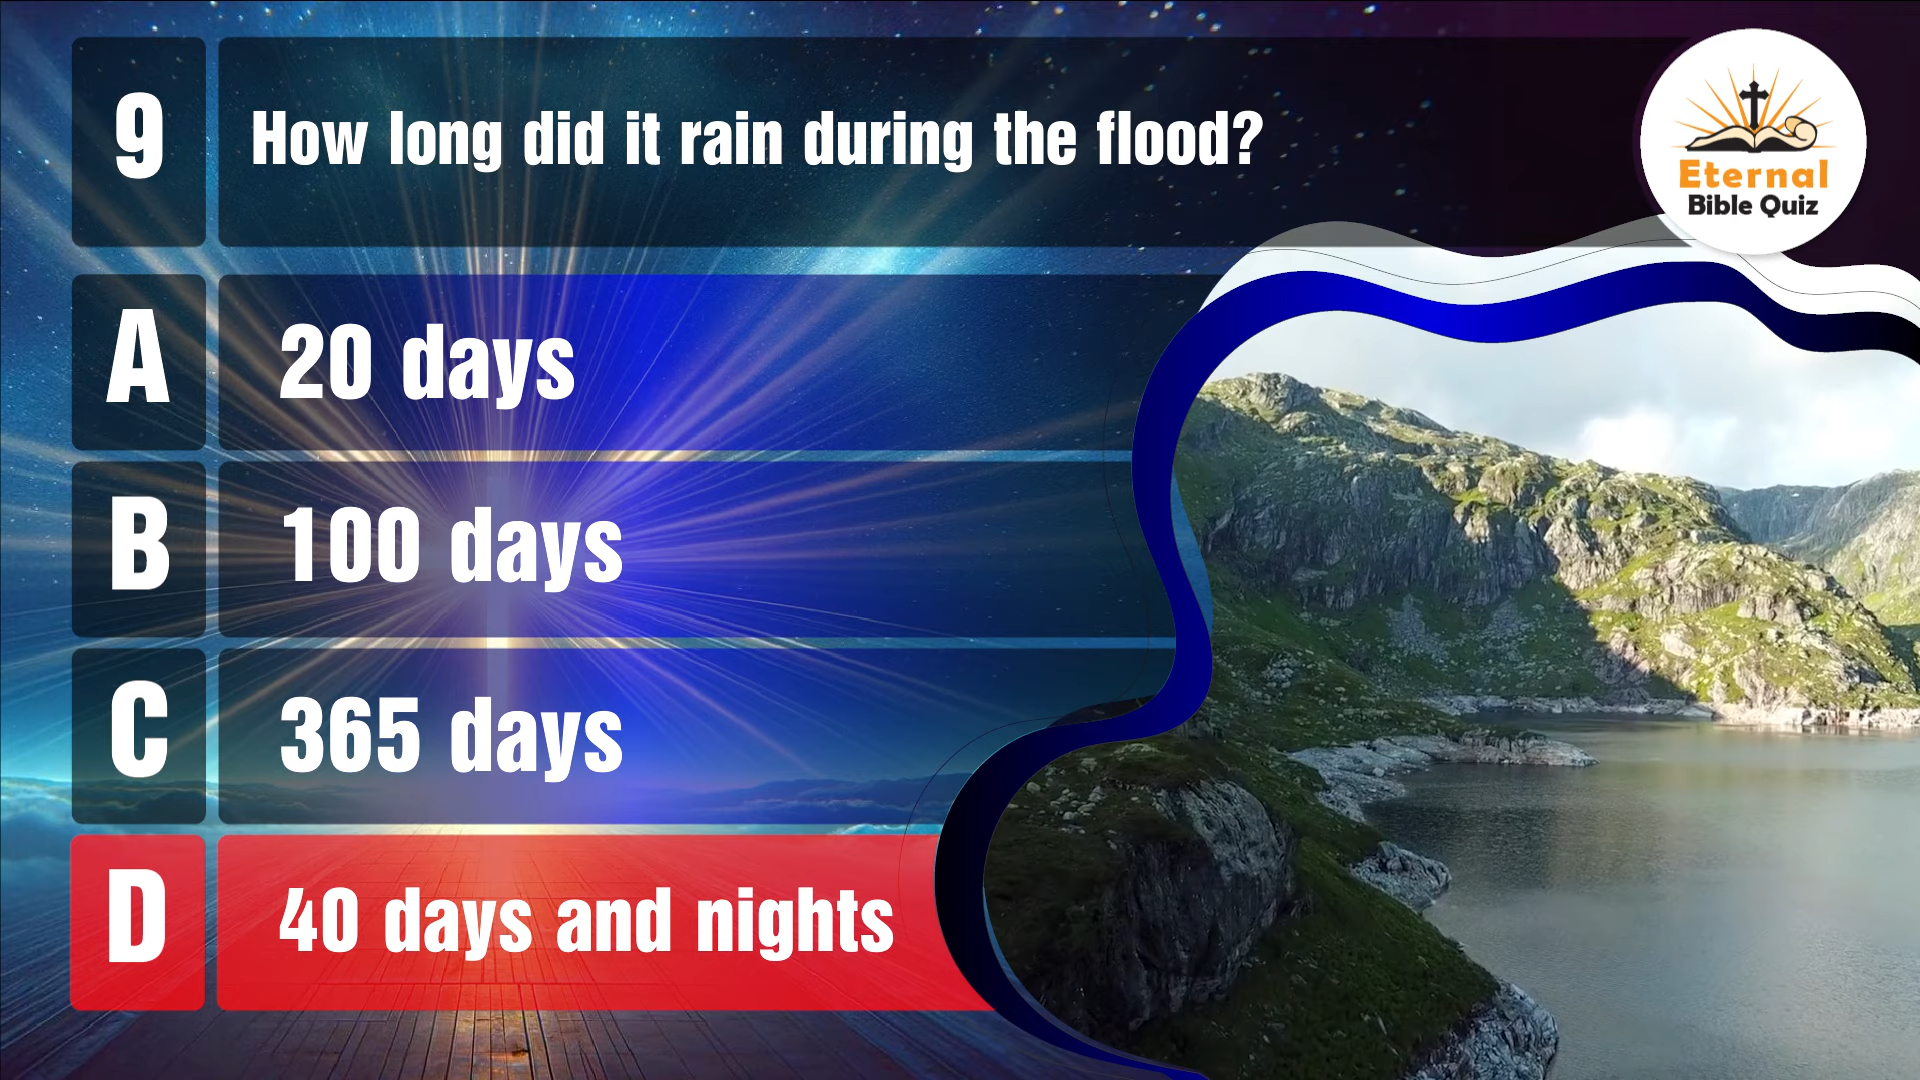 9
How long did it rain during the flood?
Eternal
Bible Quiz
A
20 days
B
100 days
C
365 days
D
40 days and nights